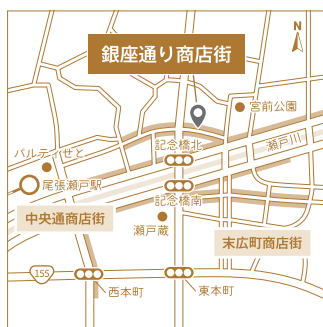 N
銀座通り商店街
宮前公園
記念橋北
瀬戸川
パルティせと
尾張瀬戸駅
記念橋南
中央通商店街
瀬戸蔵
末広町商店街
155
西本町
東本町